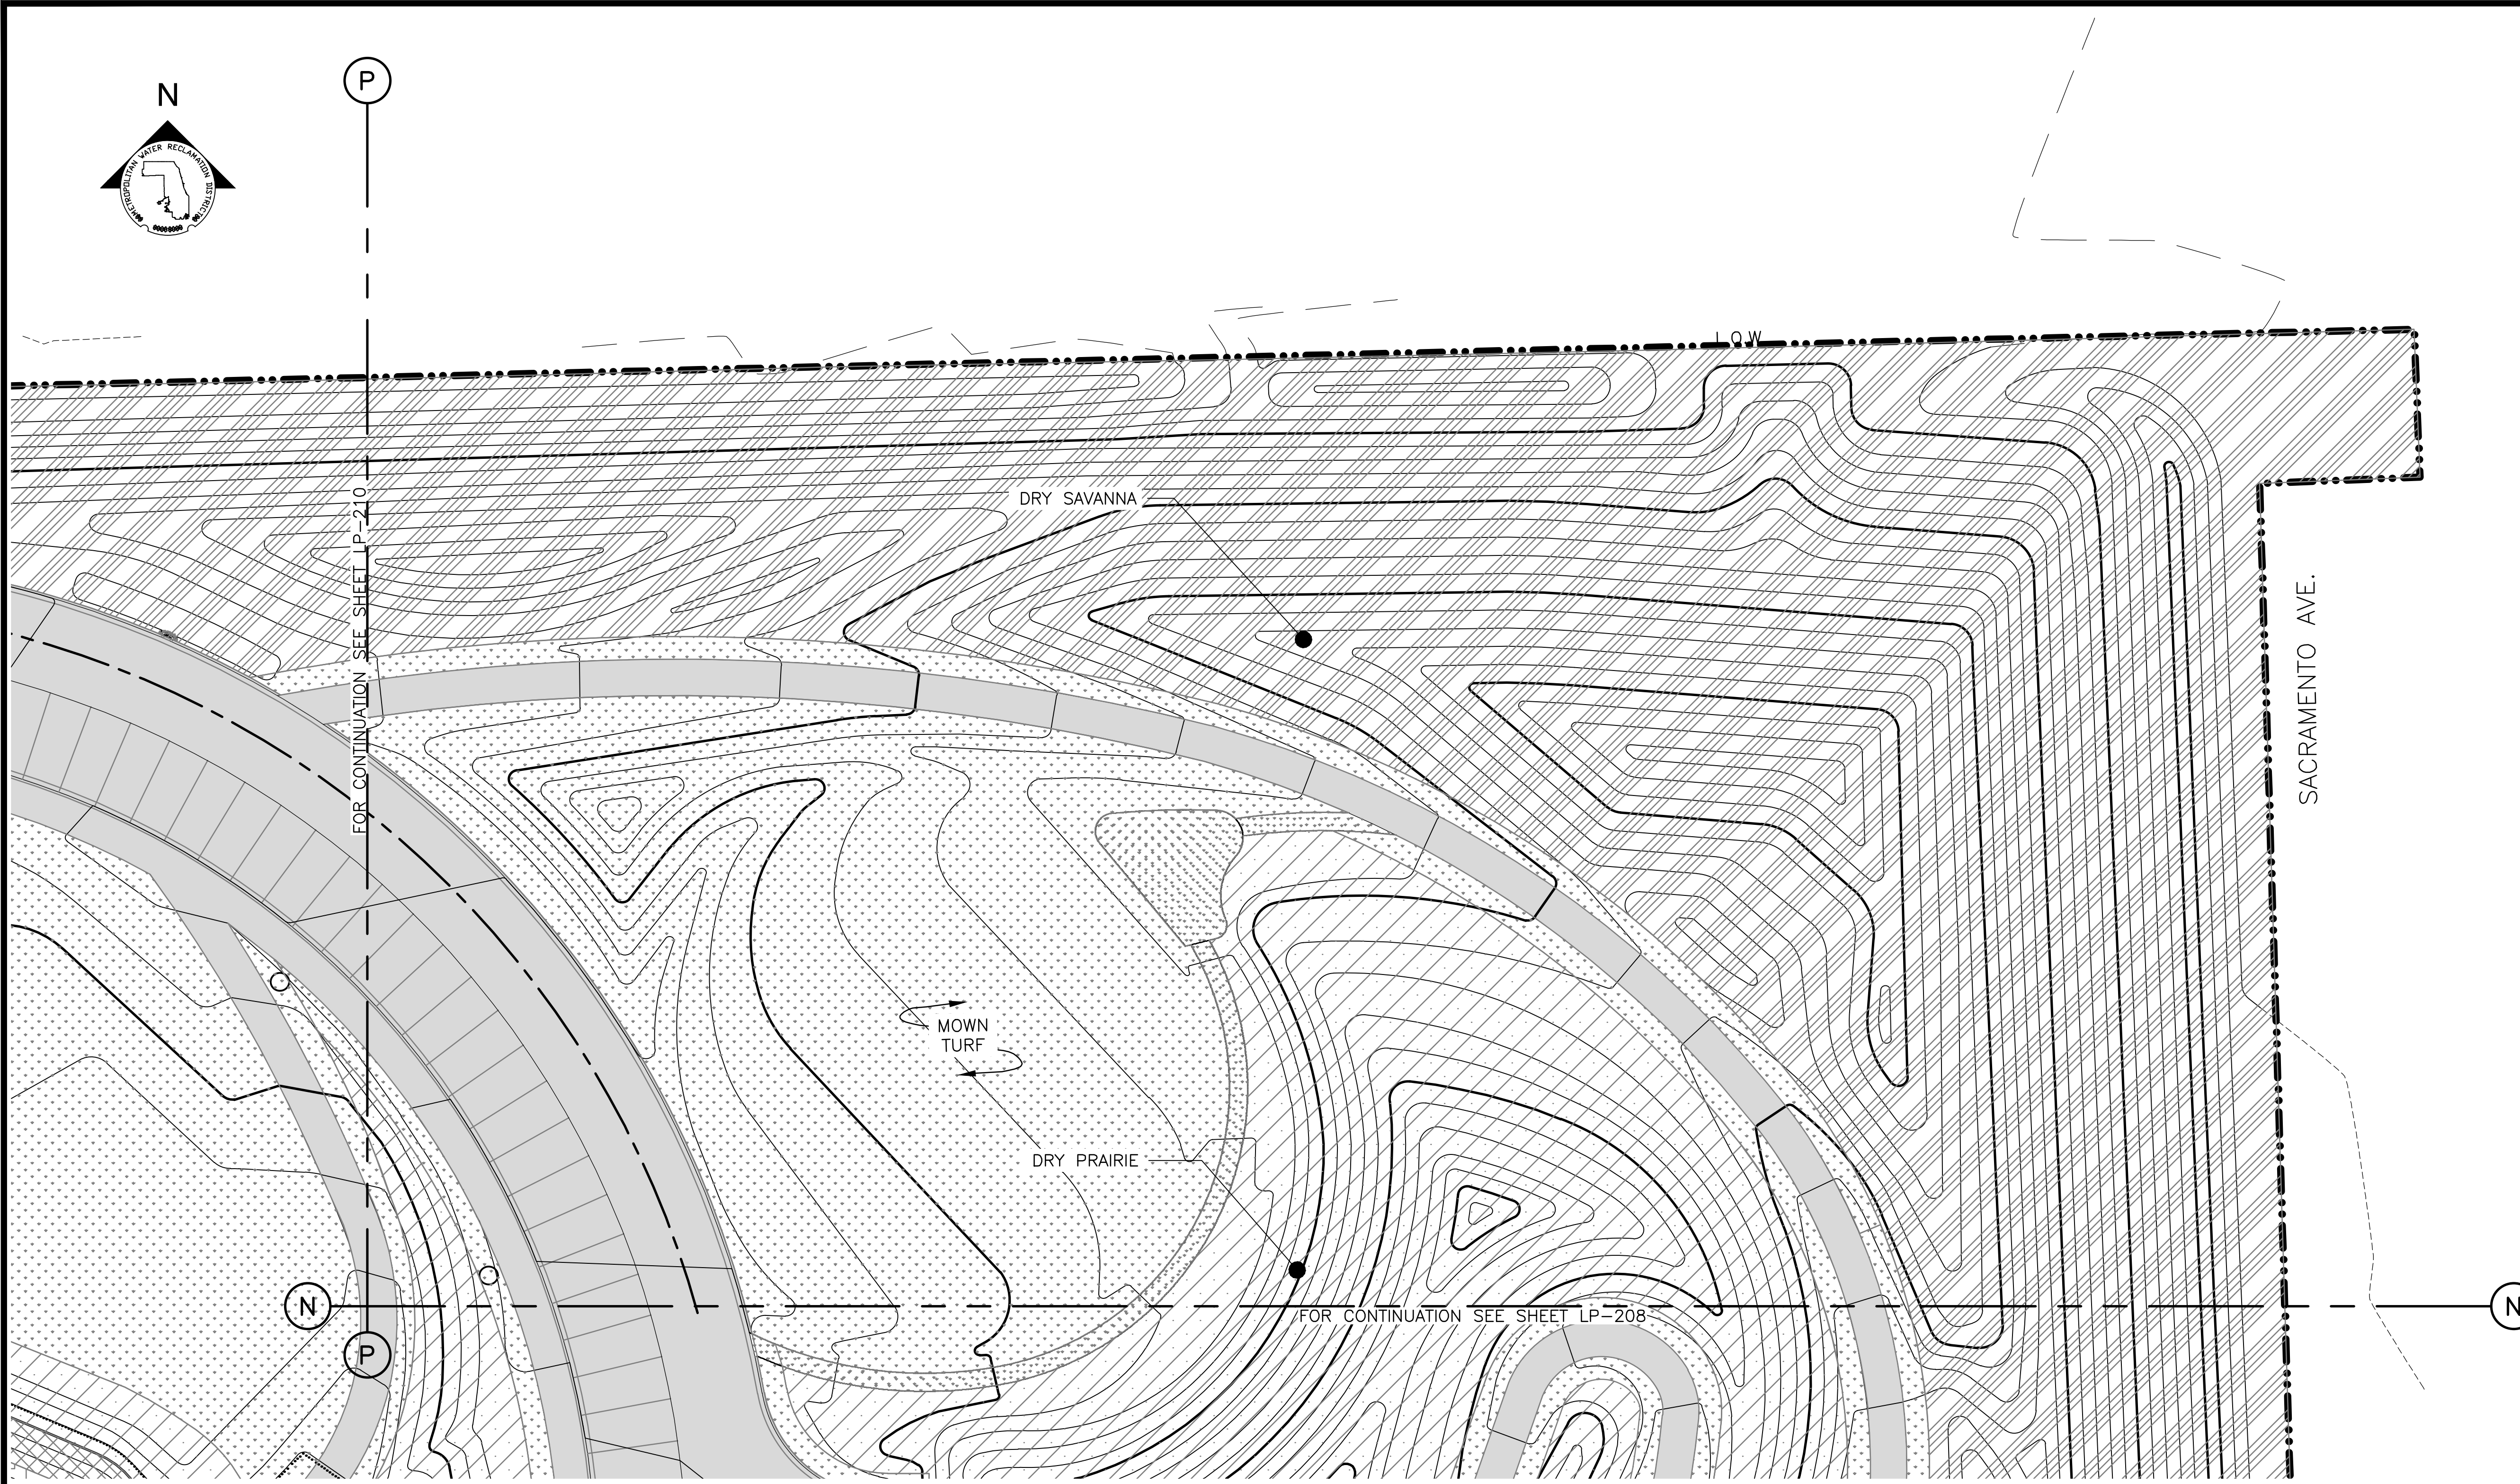 N
METROPOLITAN WATER RECLAMATION DISTRICT
P
LOW
DRY SAVANNA
FOR CONTINUATION SEE SHEET LP-210
SACRAMENTO AVE.
MOWN
TURF
DRY PRAIRIE
N
FOR CONTINUATION SEE SHEET LP-208
N
P